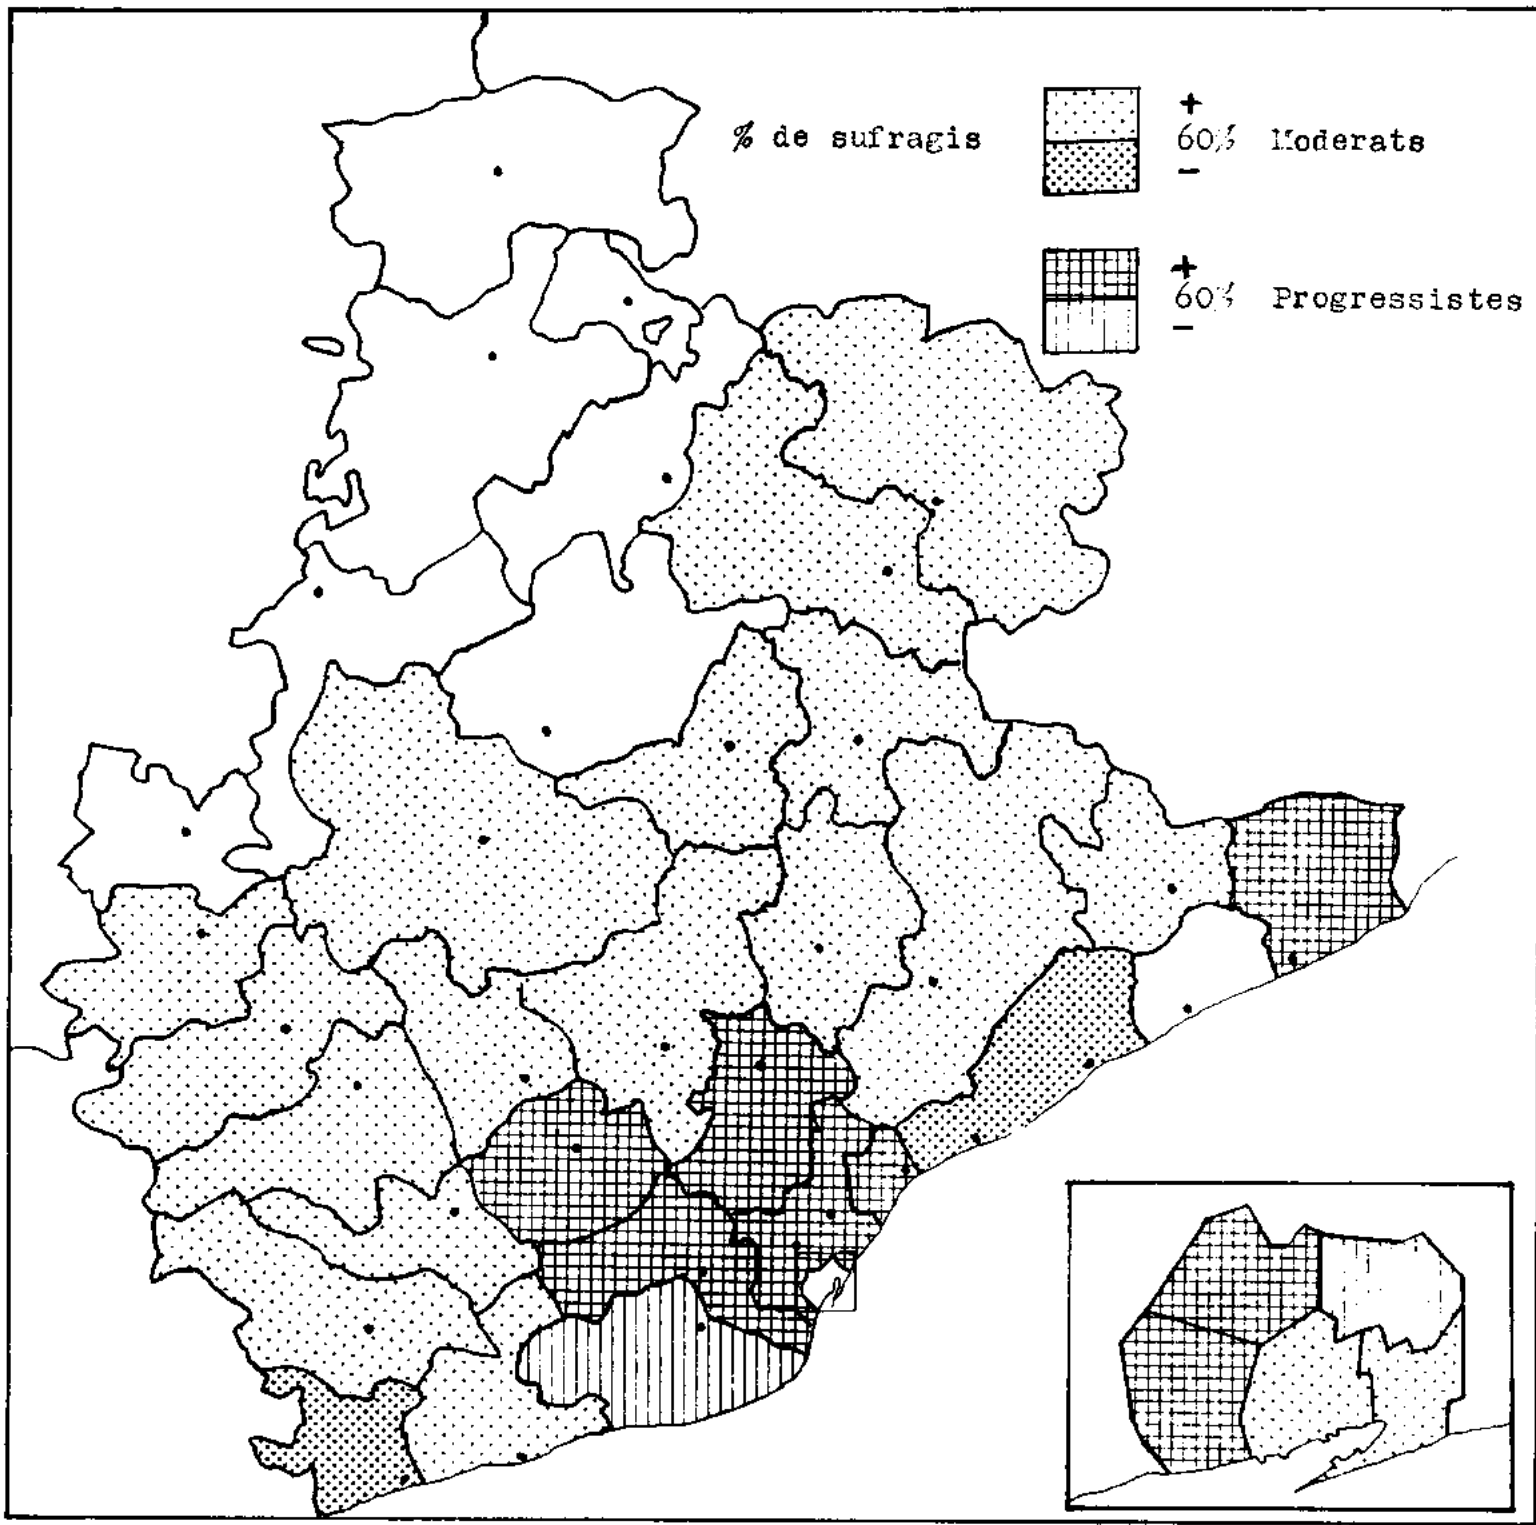 % de sufragis
+
60% Moderats
-
+
60% Progressistes
-